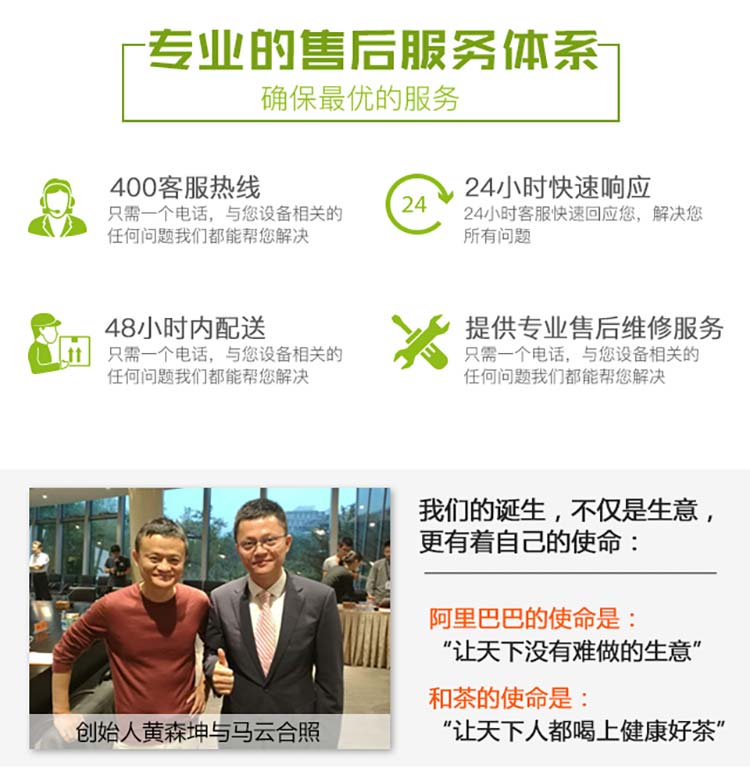 专业的售后服务体系
确保最优的服务
400客服热线
只需一个电话，与您设备相关的
任何问题我们都能帮您解决
24
24小时快速响应
24小时客服快速回应您，解决您
所有问题
48小时内配送
只需一个电话，与您设备相关的
任何问题我们都能帮您解决
提供专业售后维修服务
只需一个电话，与您设备相关的
任何问题我们都能帮您解决
我们的诞生，不仅是生意，
更有着自己的使命：
阿里巴巴的使命是：
“让天下没有难做的生意”
和茶的使命是：
“让天下人都喝上健康好茶”
创始人黄森坤与马云合照